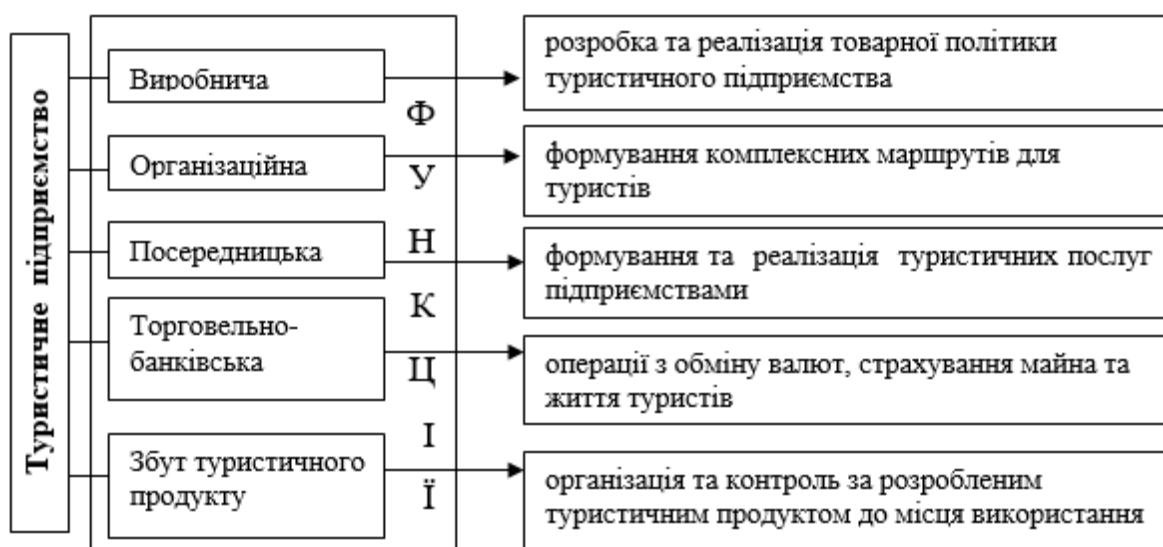 Туристичне підприємство
Виробнича
розробка та реалізація товарної політики
туристичного підприємства
Організаційна
формування комплексних маршрутів для
туристів
Посередницька
формування та реалізація туристичних послуг
підприємствами
Торговельно-
банківська
операції з обміну валют, страхування майна та
життя туристів
Збут туристичного
продукту
організація та контроль за розробленим
туристичним продуктом до місця використання
Ф
У
Н
К
Ц
І
Ї